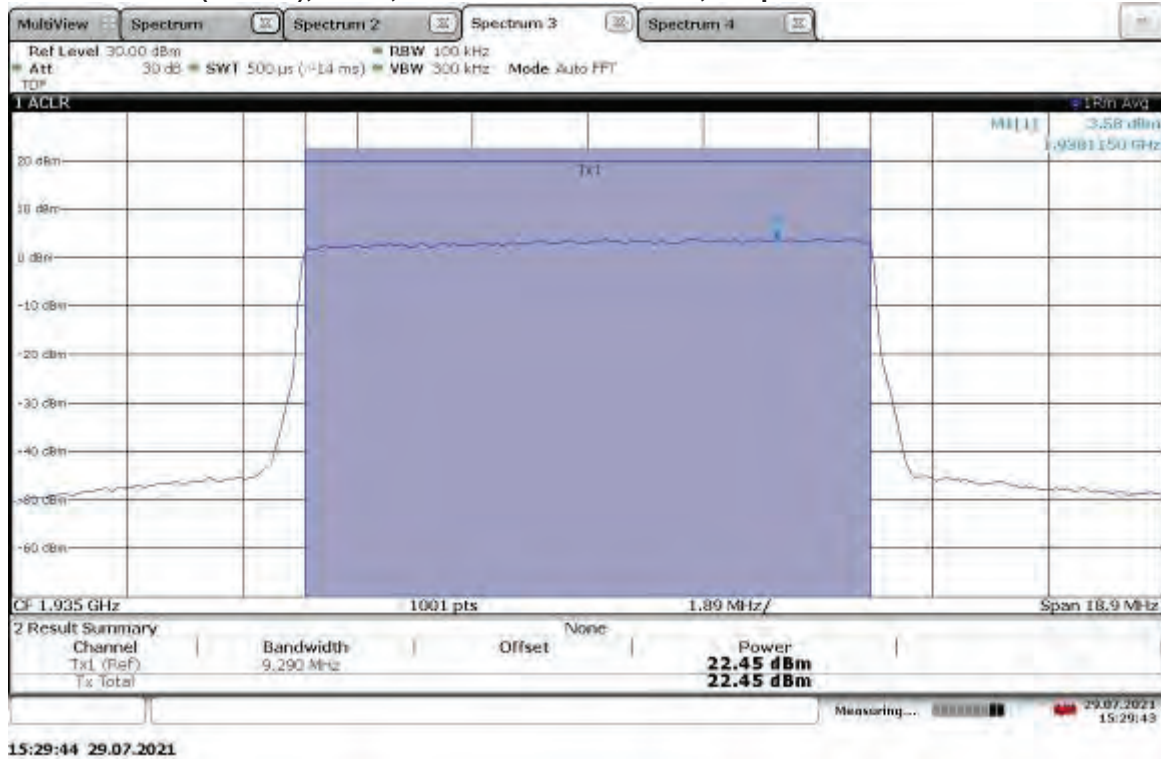 MultiView Spectrum Spectrum 2 Spectrum 3 Spectrum 4
Ref Level 30.00 dBm RBW 100 kHz
Att 30 dB SWT 500 µs (~14 ms) VBW 300 kHz Mode Auto FFT
TDF
1 ACLR 1Rm Avg
M1[1] 3.58 dBm
1.9381150 GHz
20 dBm
Tx1
10 dBm
0 dBm
-10 dBm
-20 dBm
-30 dBm
-40 dBm
-60 dBm
CF 1.935 GHz 1001 pts 1.89 MHz/ Span 18.9 MHz
2 Result Summary None
Channel Bandwidth Offset Power
Tx1 (Ref) 9.290 MHz 22.45 dBm
Tx Total 22.45 dBm
Measuring... 29.07.2021
15:29:43
15:29:44 29.07.2021